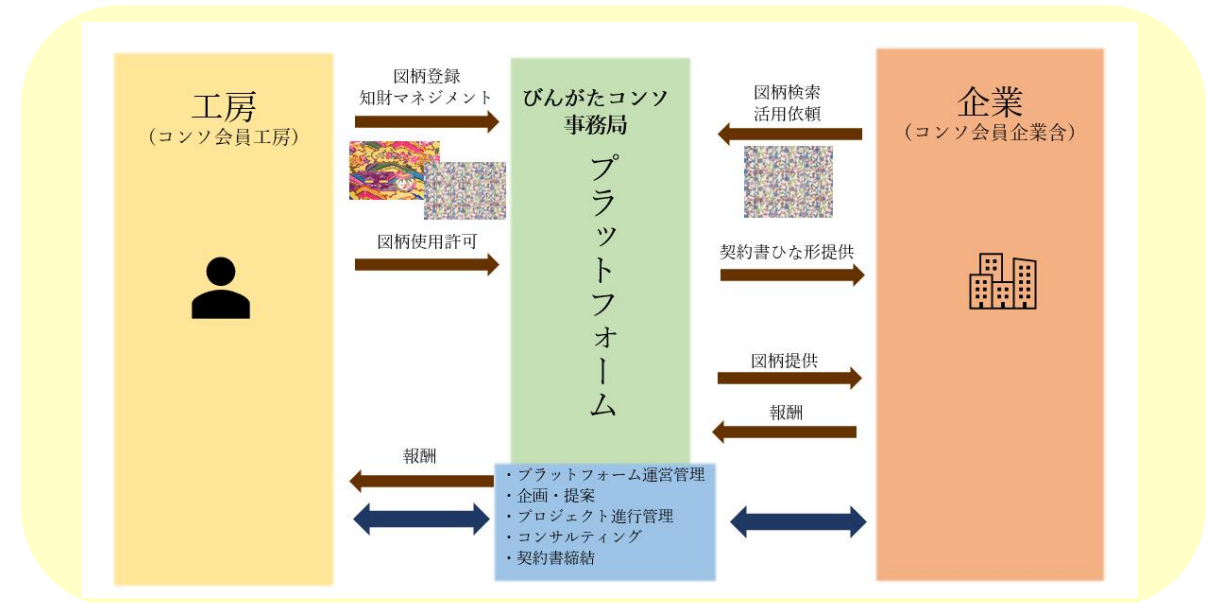 工房
（コンソ会員工房）
図柄登録
知財マネジメント
図柄使用許可
報酬
びんがたコンソ
事務局
プラットフォーム
・プラットフォーム運営管理
・企画・提案
・プロジェクト進行管理
・コンサルティング
・契約書締結
図柄検索
活用依頼
契約書ひな形提供
図柄提供
報酬
企業
（コンソ会員企業含）